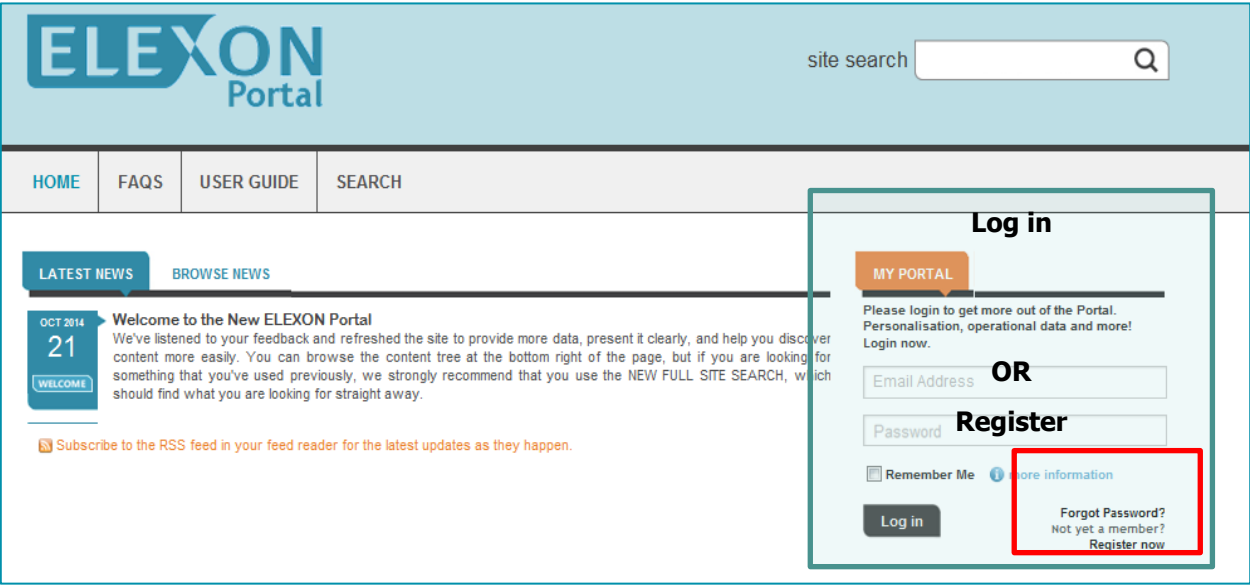 ELEXON
Portal
site search
HOME FAQS USER GUIDE SEARCH
Log in
LATEST NEWS BROWSE NEWS
MY PORTAL
OCT 2014
21
WELCOME
Welcome to the New ELEXON Portal
We've listened to your feedback and refreshed the site to provide more data, present it clearly, and help you discover
content more easily. You can browse the content tree at the bottom right of the page, but if you are looking for
something that you've used previously, we strongly recommend that you use the NEW FULL SITE SEARCH, which
should find what you are looking for straight away.
Subscribe to the RSS feed in your feed reader for the latest updates as they happen.
Please login to get more out of the Portal.
Personalisation, operational data and more!
Login now.
Email Address
OR
Password
Register
Remember Me more information
Log in
Forgot Password?
Not yet a member?
Register now